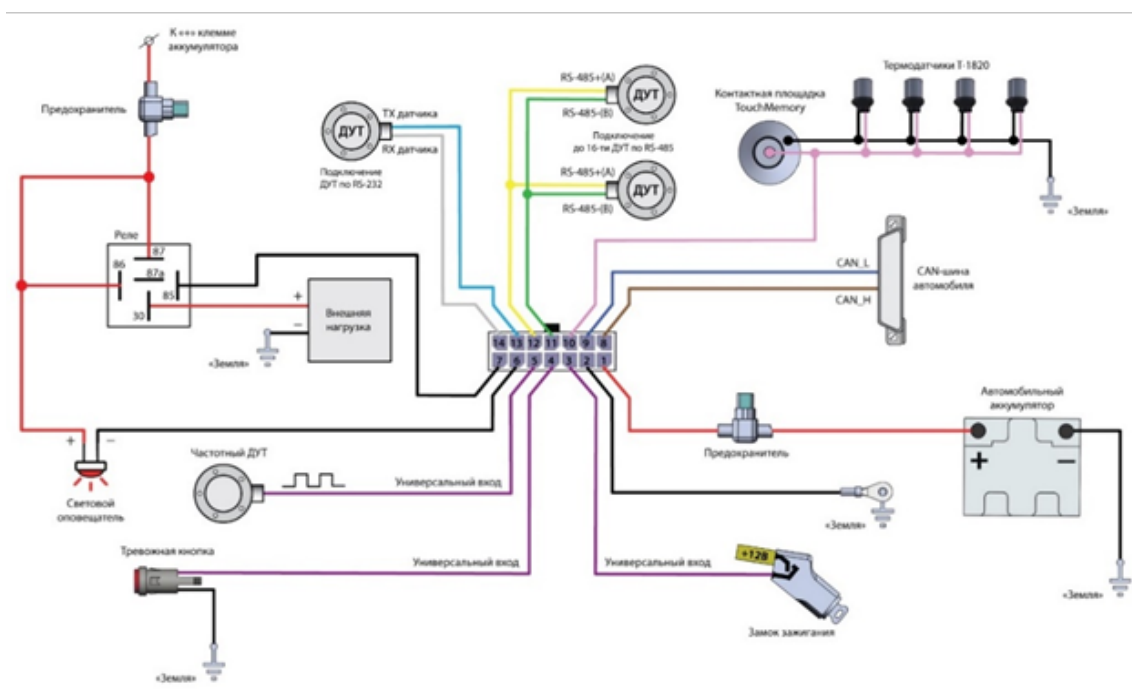 К «+» клемме
аккумулятора
Предохранитель
ТХ датчика
ДУТ
RX датчика
Подключение
ДУТ по RS-232
RS-485+(A)
ДУТ
RS-485-(B)
Подключение
до 16-ти ДУТ по RS-485
RS-485+(A)
ДУТ
RS-485-(B)
Термодатчики Т-1820
Контактная площадка
TouchMemory
«Земля»
Реле
87
86
87а
85
30
+
−
Внешняя
нагрузка
«Земля»
CAN_L
CAN_H
CAN-шина
автомобиля
14 13 12 11 10 9 8
7 6 5 4 3 2 1
Автомобильный
аккумулятор
+ −
Предохранитель
«Земля»
«Земля»
+ −
Световой
оповещатель
Частотный ДУТ
Универсальный вход
Тревожная кнопка
Универсальный вход
«Земля»
Универсальный вход
+12В
Замок зажигания